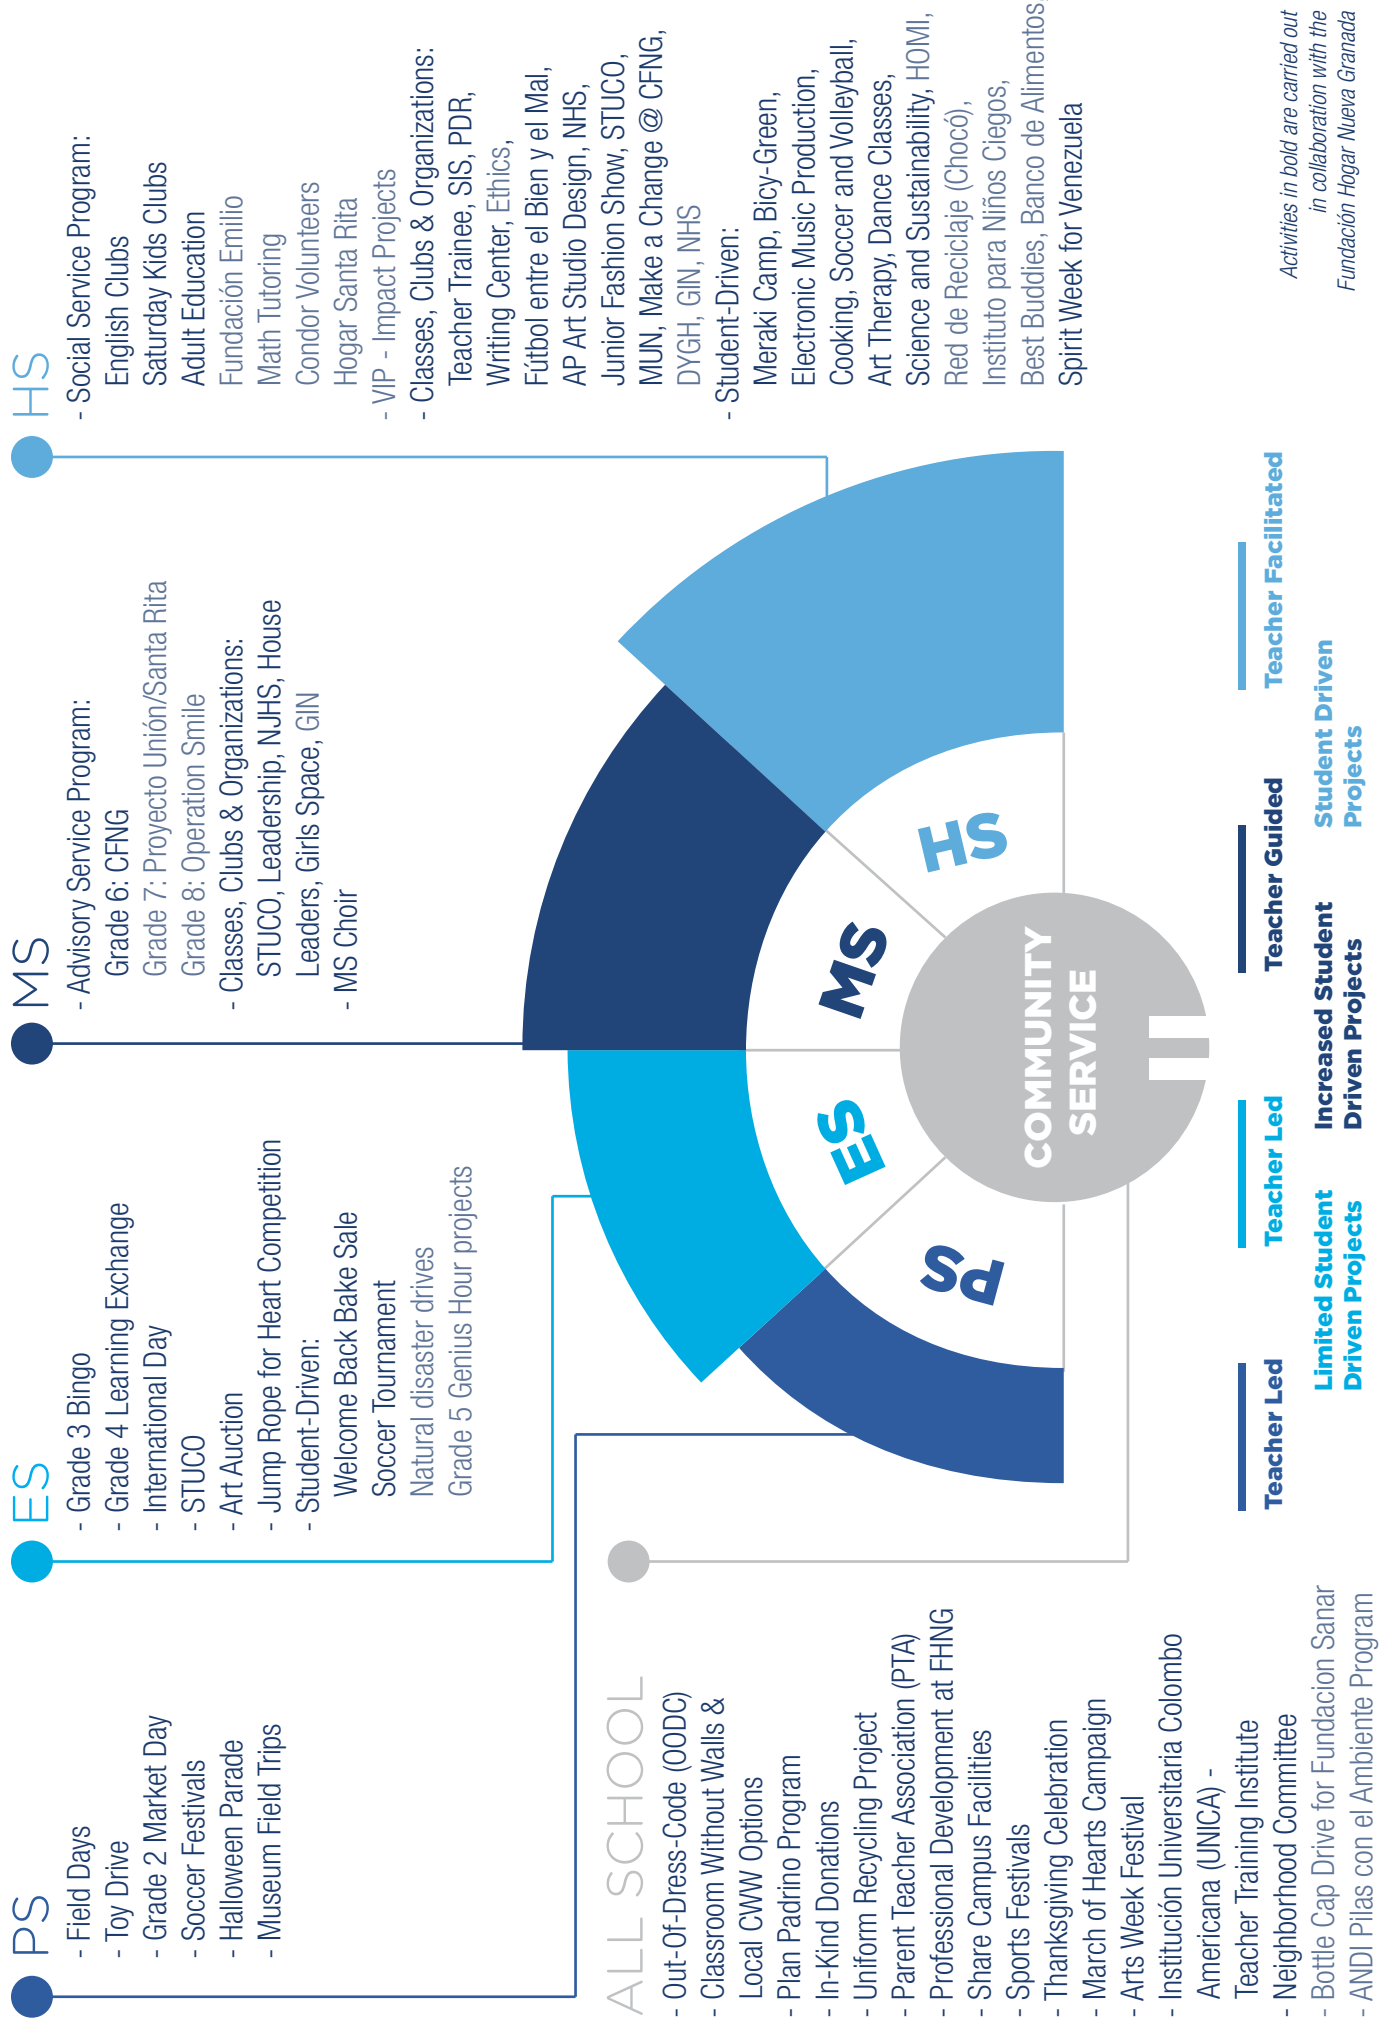 PS
- Field Days
- Toy Drive
- Grade 2 Market Day
- Soccer Festivals
- Halloween Parade
- Museum Field Trips
ES
- Grade 3 Bingo
- Grade 4 Learning Exchange
- International Day
- STUCO
- Art Auction
- Jump Rope for Heart Competition
- Student-Driven:
Welcome Back Bake Sale
Soccer Tournament
Natural disaster drives
Grade 5 Genius Hour projects
MS
- Advisory Service Program:
Grade 6: CFNG
Grade 7: Proyecto Unión/Santa Rita
Grade 8: Operation Smile
- Classes, Clubs & Organizations:
STUCO, Leadership, NJHS, House
Leaders, Girls Space, GIN
- MS Choir
HS
- Social Service Program:
English Clubs
Saturday Kids Clubs
Adult Education
Fundación Emilio
Math Tutoring
Condor Volunteers
Hogar Santa Rita
- VIP - Impact Projects
- Classes, Clubs & Organizations:
Teacher Trainee, SIS, PDR,
Writing Center, Ethics,
Fútbol entre el Bien y el Mal,
AP Art Studio Design, NHS,
Junior Fashion Show, STUCO,
MUN, Make a Change @ CFNG,
DYGH, GIN, NHS
- Student-Driven:
Meraki Camp, Bicy-Green,
Electronic Music Production,
Cooking, Soccer and Volleyball,
Art Therapy, Dance Classes,
Science and Sustainability, HOMI,
Red de Reciclaje (Chocó),
Instituto para Niños Ciegos,
Best Buddies, Banco de Alimentos,
Spirit Week for Venezuela
ALL SCHOOL
- Out-Of-Dress-Code (OODC)
- Classroom Without Walls &
Local CWW Options
- Plan Padrino Program
- In-Kind Donations
- Uniform Recycling Project
- Parent Teacher Association (PTA)
- Professional Development at FHNG
- Share Campus Facilities
- Sports Festivals
- Thanksgiving Celebration
- March of Hearts Campaign
- Arts Week Festival
- Institución Universitaria Colombo
Americana (UNICA) -
Teacher Training Institute
- Neighborhood Committee
- Bottle Cap Drive for Fundacion Sanar
- ANDI Pilas con el Ambiente Program
PS
ES
MS
HS
COMMUNITY
SERVICE
Teacher Led
Teacher Led
Teacher Guided
Teacher Facilitated
Limited Student
Driven Projects
Increased Student
Driven Projects
Student Driven
Projects
Activities in bold are carried out
in collaboration with the
Fundación Hogar Nueva Granada